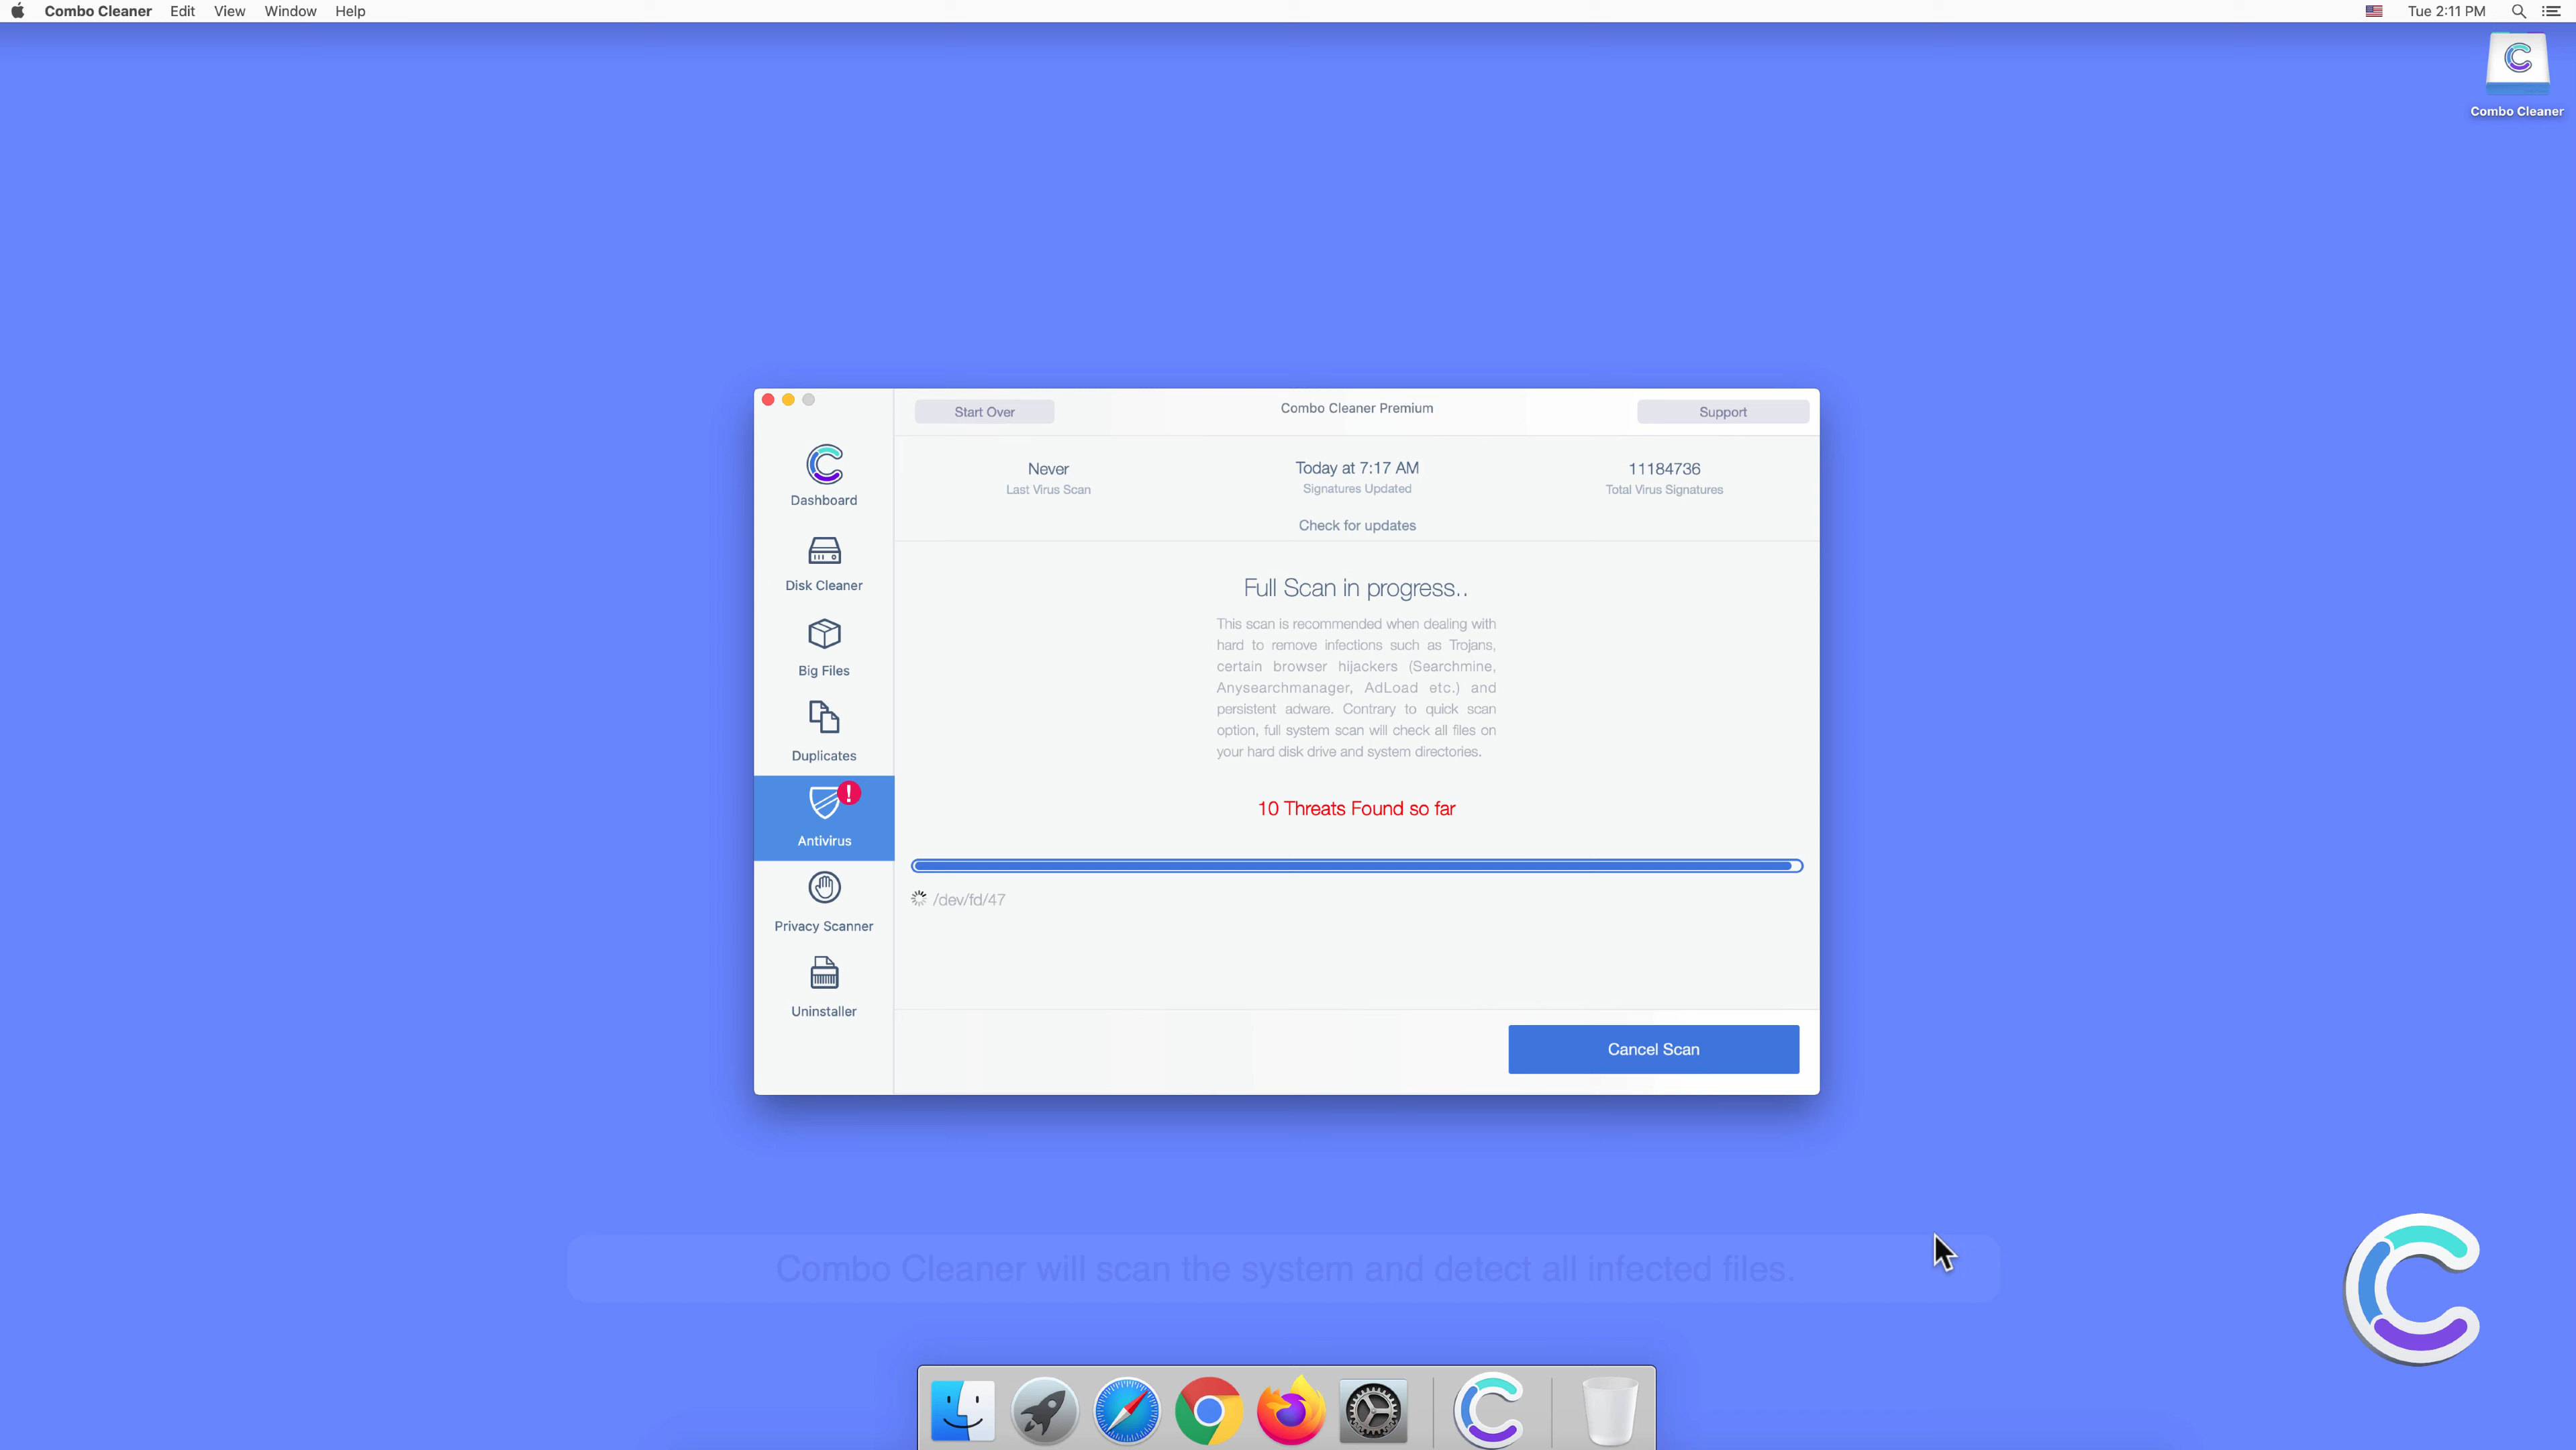 Combo Cleaner Edit View Window Help
Tue 2:11 PM
Combo Cleaner
Start Over
Combo Cleaner Premium
Support
Never
Last Virus Scan
Today at 7:17 AM
Signatures Updated
11184736
Total Virus Signatures
Check for updates
Dashboard
Disk Cleaner
Big Files
Duplicates
Antivirus
Privacy Scanner
Uninstaller
Full Scan in progress..
This scan is recommended when dealing with
hard to remove infections such as Trojans,
certain browser hijackers (Searchmine,
Anysearchmanager, AdLoad etc.) and
persistent adware. Contrary to quick scan
option, full system scan will check all files on
your hard disk drive and system directories.
10 Threats Found so far
/dev/fd/47
Cancel Scan
Combo Cleaner will scan the system and detect all infected files.